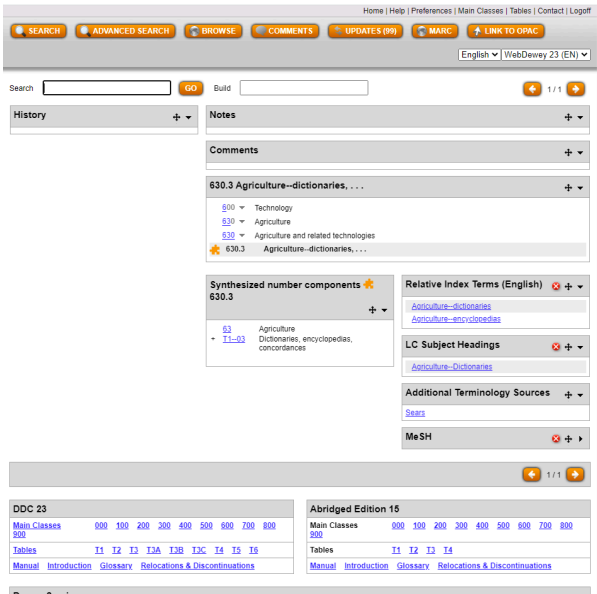 Home | Help | Preferences | Main Classes | Tables | Contact | Logoff
SEARCH ADVANCED SEARCH BROWSE COMMENTS UPDATES (99) MARC LINK TO OPAC
English WebDewey 23 (EN)
Search GO Build 1 / 1
History
Notes
Comments
630.3 Agriculture--dictionaries, . . .
600 Technology
630 Agriculture
630 Agriculture and related technologies
630.3 Agriculture--dictionaries, . . .
Synthesized number components
630.3
63 Agriculture
+ T1--03 Dictionaries, encyclopedias,
concordances
Relative Index Terms (English)
Agriculture--dictionaries
Agriculture--encyclopedias
LC Subject Headings
Agriculture--Dictionaries
Additional Terminology Sources
Sears
MeSH
1 / 1
DDC 23
Main Classes 000 100 200 300 400 500 600 700 800
900
Tables T1 T2 T3 T3A T3B T3C T4 T5 T6
Manual Introduction Glossary Relocations & Discontinuations
Abridged Edition 15
Main Classes 000 100 200 300 400 500 600 700 800
900
Tables T1 T2 T3 T4
Manual Introduction Glossary Relocations & Discontinuations